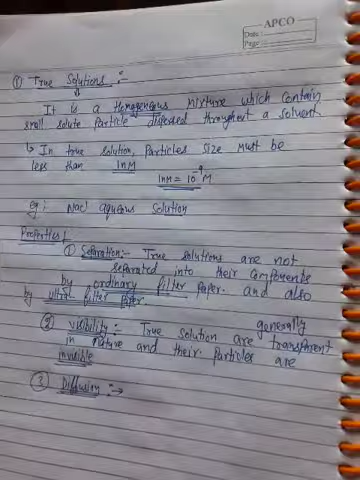 APCO
Date :
Page :
① True Solutions :-
It is a Homogeneous mixture which contain
small solute particle dispersed throughout a solvent
↳ In true solution, particles size must be
less than 1nm
1nm = 10⁻⁹ M
eg: Nacl aqueous solution
Properties :
① Separation:- True solutions are not
separated into their components
by ordinary filter paper. and also
by ultra filter paper.
② Visibility:- True solution are generally transparent
in nature and their particles are
invisible
③ Diffusion :→